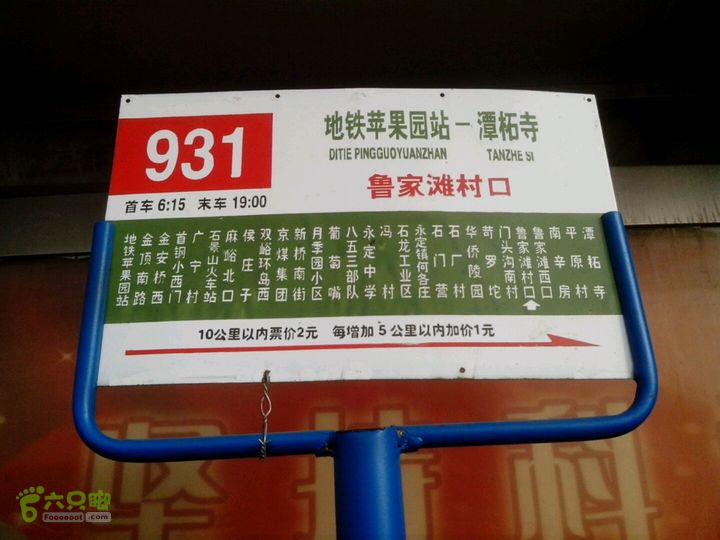 931
地铁苹果园站－潭柘寺
DITIE PINGGUOYUANZHAN TANZHE SI
首车 6:15 末车 19:00
鲁家滩村口
地铁苹果园站
金顶南路
金安桥西
首钢小西门
广宁村
石景山火车站
麻峪北口
侯庄子
双峪环岛西
京煤集团
新桥南街
月季园小区
葡萄嘴
八五三部队
永定中学
冯村
石龙工业区
永定镇何各庄
石门营
石厂村
华侨陵园
苛罗坨
门头沟南村
鲁家滩村口
鲁家滩西口
南辛房
平原村
潭柘寺
10公里以内票价2元 每增加5公里以内加价1元
坚持科
六只脚
Foooooot.com